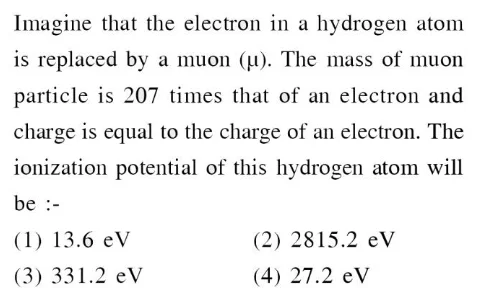 Imagine that the electron in a hydrogen atom
is replaced by a muon (μ). The mass of muon
particle is 207 times that of an electron and
charge is equal to the charge of an electron. The
ionization potential of this hydrogen atom will
be :-
(1) 13.6 eV (2) 2815.2 eV
(3) 331.2 eV (4) 27.2 eV